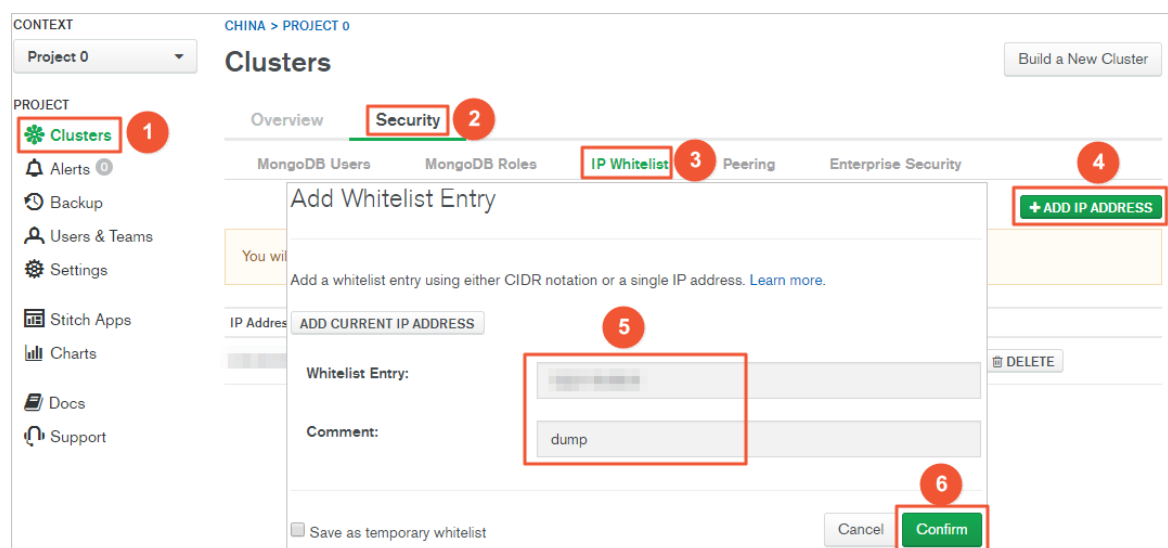 CONTEXT
CHINA > PROJECT 0
Project 0
Clusters
Build a New Cluster
PROJECT
Clusters
1
Overview
Security
2
Alerts 0
MongoDB Users
MongoDB Roles
IP Whitelist
3
Peering
Enterprise Security
4
Backup
Add Whitelist Entry
+ ADD IP ADDRESS
Users & Teams
Settings
You wil
Add a whitelist entry using either CIDR notation or a single IP address. Learn more.
Stitch Apps
IP Addres
ADD CURRENT IP ADDRESS
5
Charts
Whitelist Entry:
DELETE
Docs
Support
Comment:
dump
6
Save as temporary whitelist
Cancel
Confirm